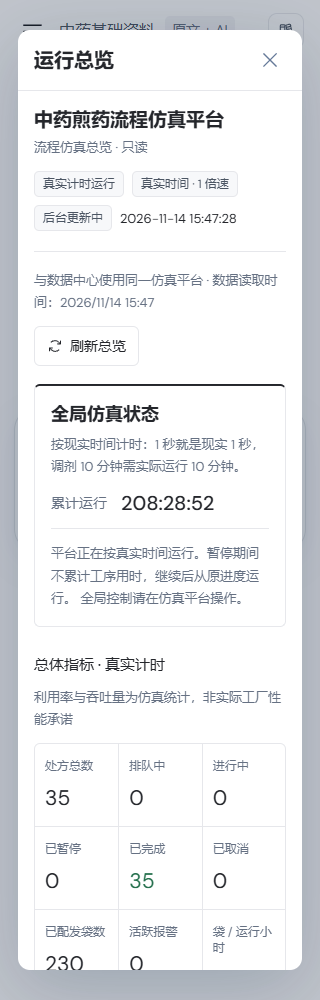 运行总览
中药煎药流程仿真平台
流程仿真总览 · 只读
真实计时运行
真实时间 · 1 倍速
后台更新中
2026-11-14 15:47:28
与数据中心使用同一仿真平台 · 数据读取时
间：2026/11/14 15:47
刷新总览
全局仿真状态
按现实时间计时：1 秒就是现实 1 秒，
调剂 10 分钟需实际运行 10 分钟。
累计运行 208:28:52
平台正在按真实时间运行。暂停期间
不累计工序用时，继续后从原进度运
行。 全局控制请在仿真平台操作。
总体指标 · 真实计时
利用率与吞吐量为仿真统计，非实际工厂性
能承诺
处方总数 排队中 进行中
35 0 0
已暂停 已完成 已取消
0 35 0
已配发袋数 活跃报警 袋 / 运行小
时
230 0